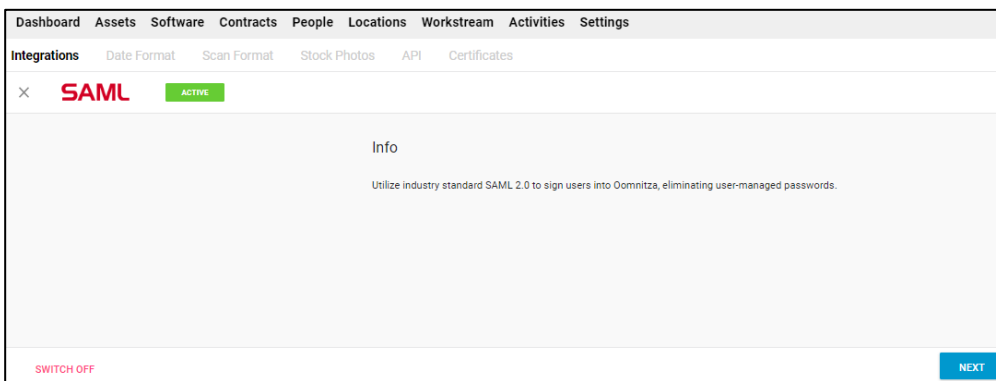 Dashboard Assets Software Contracts People Locations Workstream Activities Settings
Integrations Date Format Scan Format Stock Photos API Certificates
SAML ACTIVE
Info
Utilize industry standard SAML 2.0 to sign users into Oomnitza, eliminating user-managed passwords.
SWITCH OFF NEXT